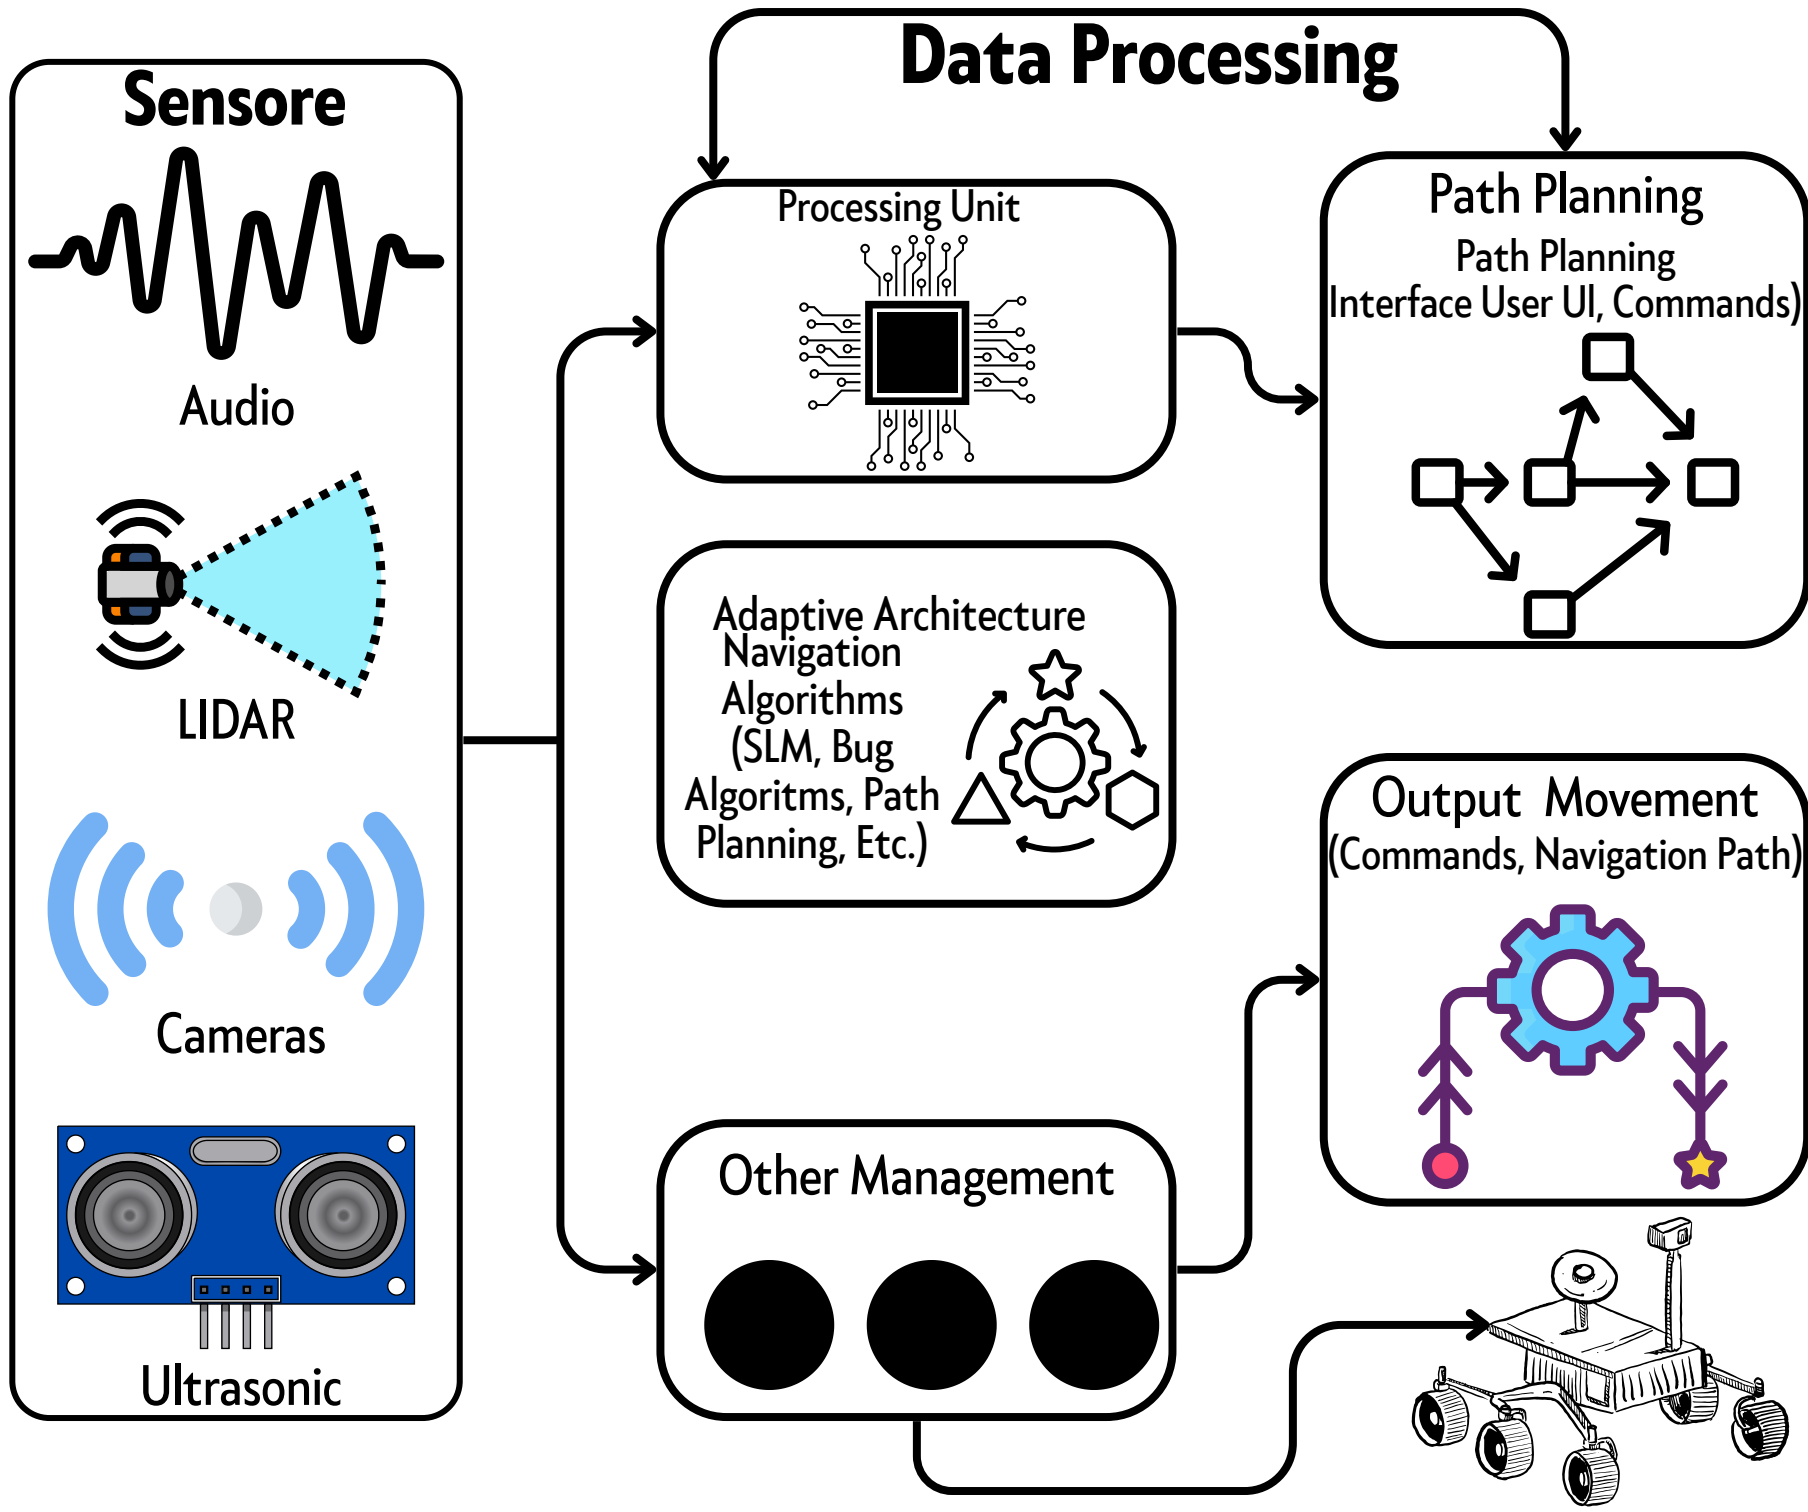 Sensore
Audio
LIDAR
Cameras
Ultrasonic
Data Processing
Processing Unit
Adaptive Architecture
Navigation
Algorithms
(SLM, Bug
Algoritms, Path
Planning, Etc.)
Other Management
Path Planning
Path Planning
Interface User UI, Commands)
Output Movement
(Commands, Navigation Path)